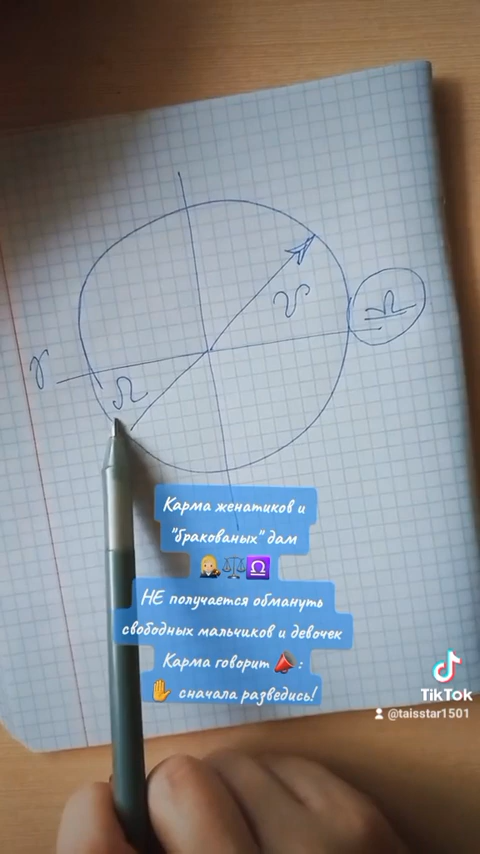 ♈
♎
☊
Карма женатиков и
"бракованых" дам
👩🏼‍⚖️⚖️♎
НЕ получается обмануть
свободных мальчиков и девочек
Карма говорит 📣 :
✋ сначала разведись!
TikTok
@taisstar1501